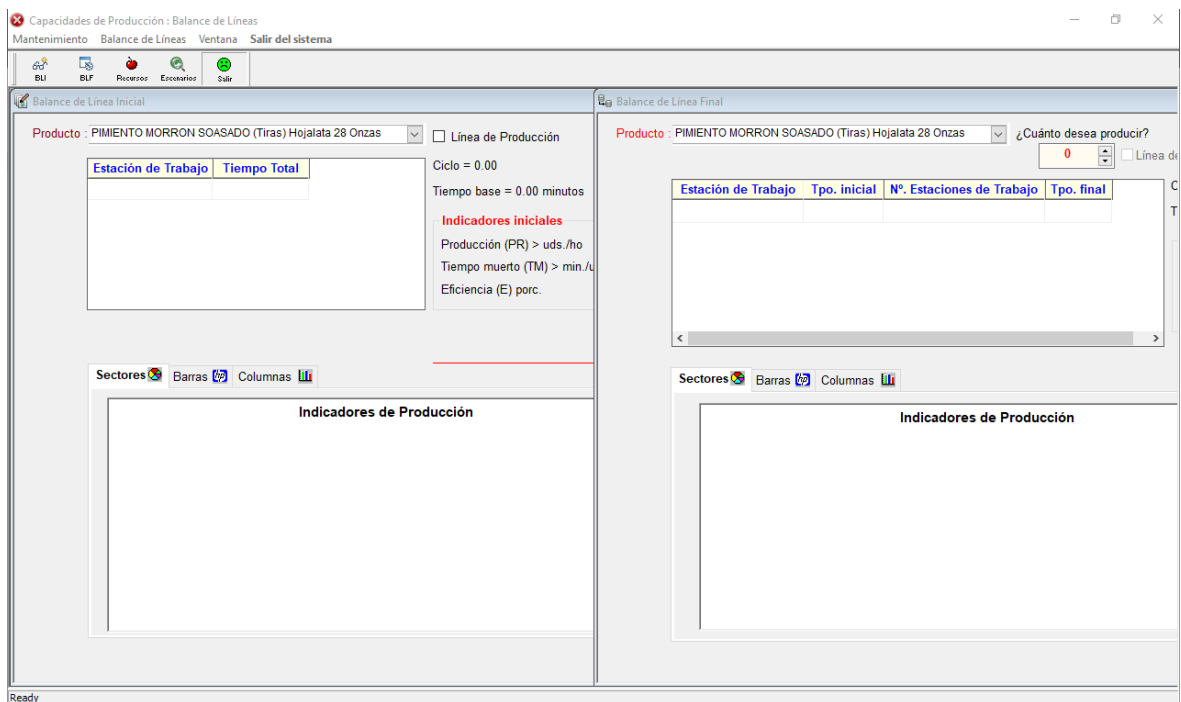 Capacidades de Producción : Balance de Líneas
Mantenimiento Balance de Líneas Ventana Salir del sistema
BLI BLF Recursos Escenarios Salir
Balance de Línea Inicial
Producto : PIMIENTO MORRON SOASADO (Tiras) Hojalata 28 Onzas
Línea de Producción
Estación de Trabajo Tiempo Total
Ciclo = 0.00
Tiempo base = 0.00 minutos
Indicadores iniciales
Producción (PR) > uds./ho
Tiempo muerto (TM) > min./u
Eficiencia (E) porc.
Sectores Barras Columnas
Indicadores de Producción
Balance de Línea Final
Producto : PIMIENTO MORRON SOASADO (Tiras) Hojalata 28 Onzas
¿Cuánto desea producir?
0
Línea de
Estación de Trabajo Tpo. inicial Nº. Estaciones de Trabajo Tpo. final
C
T
Sectores Barras Columnas
Indicadores de Producción
Ready